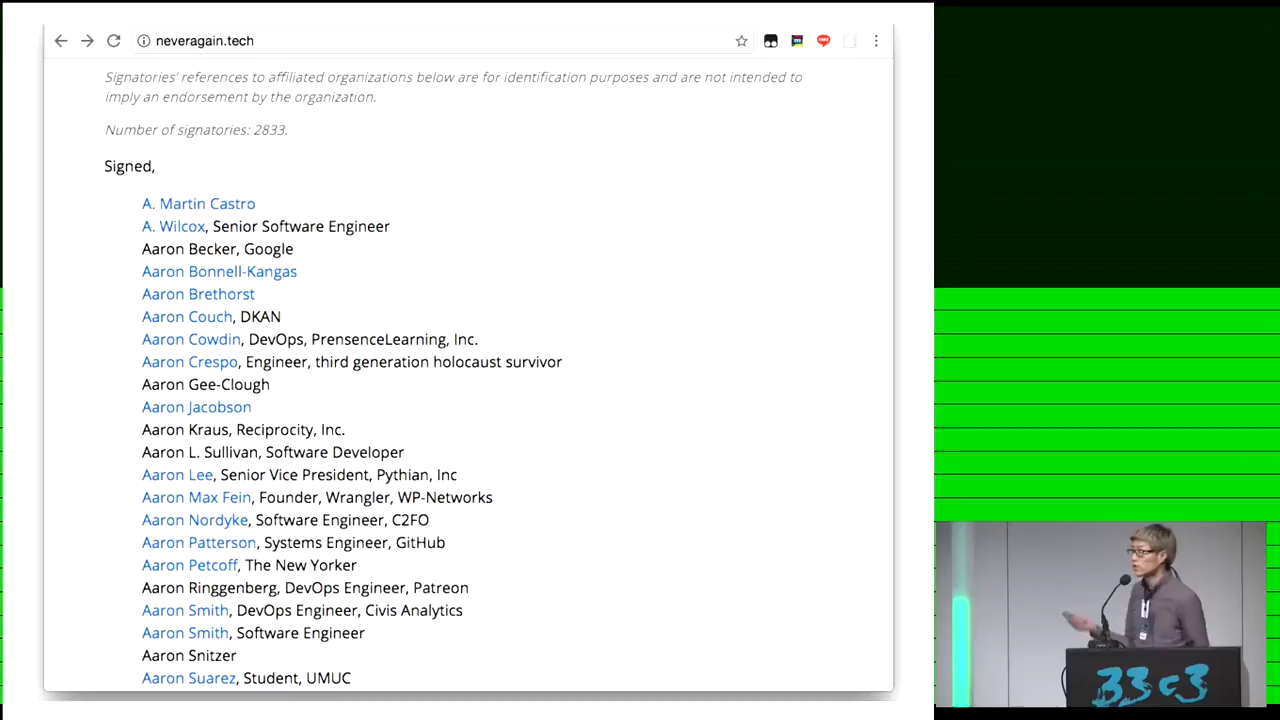 neveragain.tech
Signatories' references to affiliated organizations below are for identification purposes and are not intended to
imply an endorsement by the organization.
Number of signatories: 2833.
Signed,
A. Martin Castro
A. Wilcox, Senior Software Engineer
Aaron Becker, Google
Aaron Bonnell-Kangas
Aaron Brethorst
Aaron Couch, DKAN
Aaron Cowdin, DevOps, PrensenceLearning, Inc.
Aaron Crespo, Engineer, third generation holocaust survivor
Aaron Gee-Clough
Aaron Jacobson
Aaron Kraus, Reciprocity, Inc.
Aaron L. Sullivan, Software Developer
Aaron Lee, Senior Vice President, Pythian, Inc
Aaron Max Fein, Founder, Wrangler, WP-Networks
Aaron Nordyke, Software Engineer, C2FO
Aaron Patterson, Systems Engineer, GitHub
Aaron Petcoff, The New Yorker
Aaron Ringgenberg, DevOps Engineer, Patreon
Aaron Smith, DevOps Engineer, Civis Analytics
Aaron Smith, Software Engineer
Aaron Snitzer
Aaron Suarez, Student, UMUC
33c3